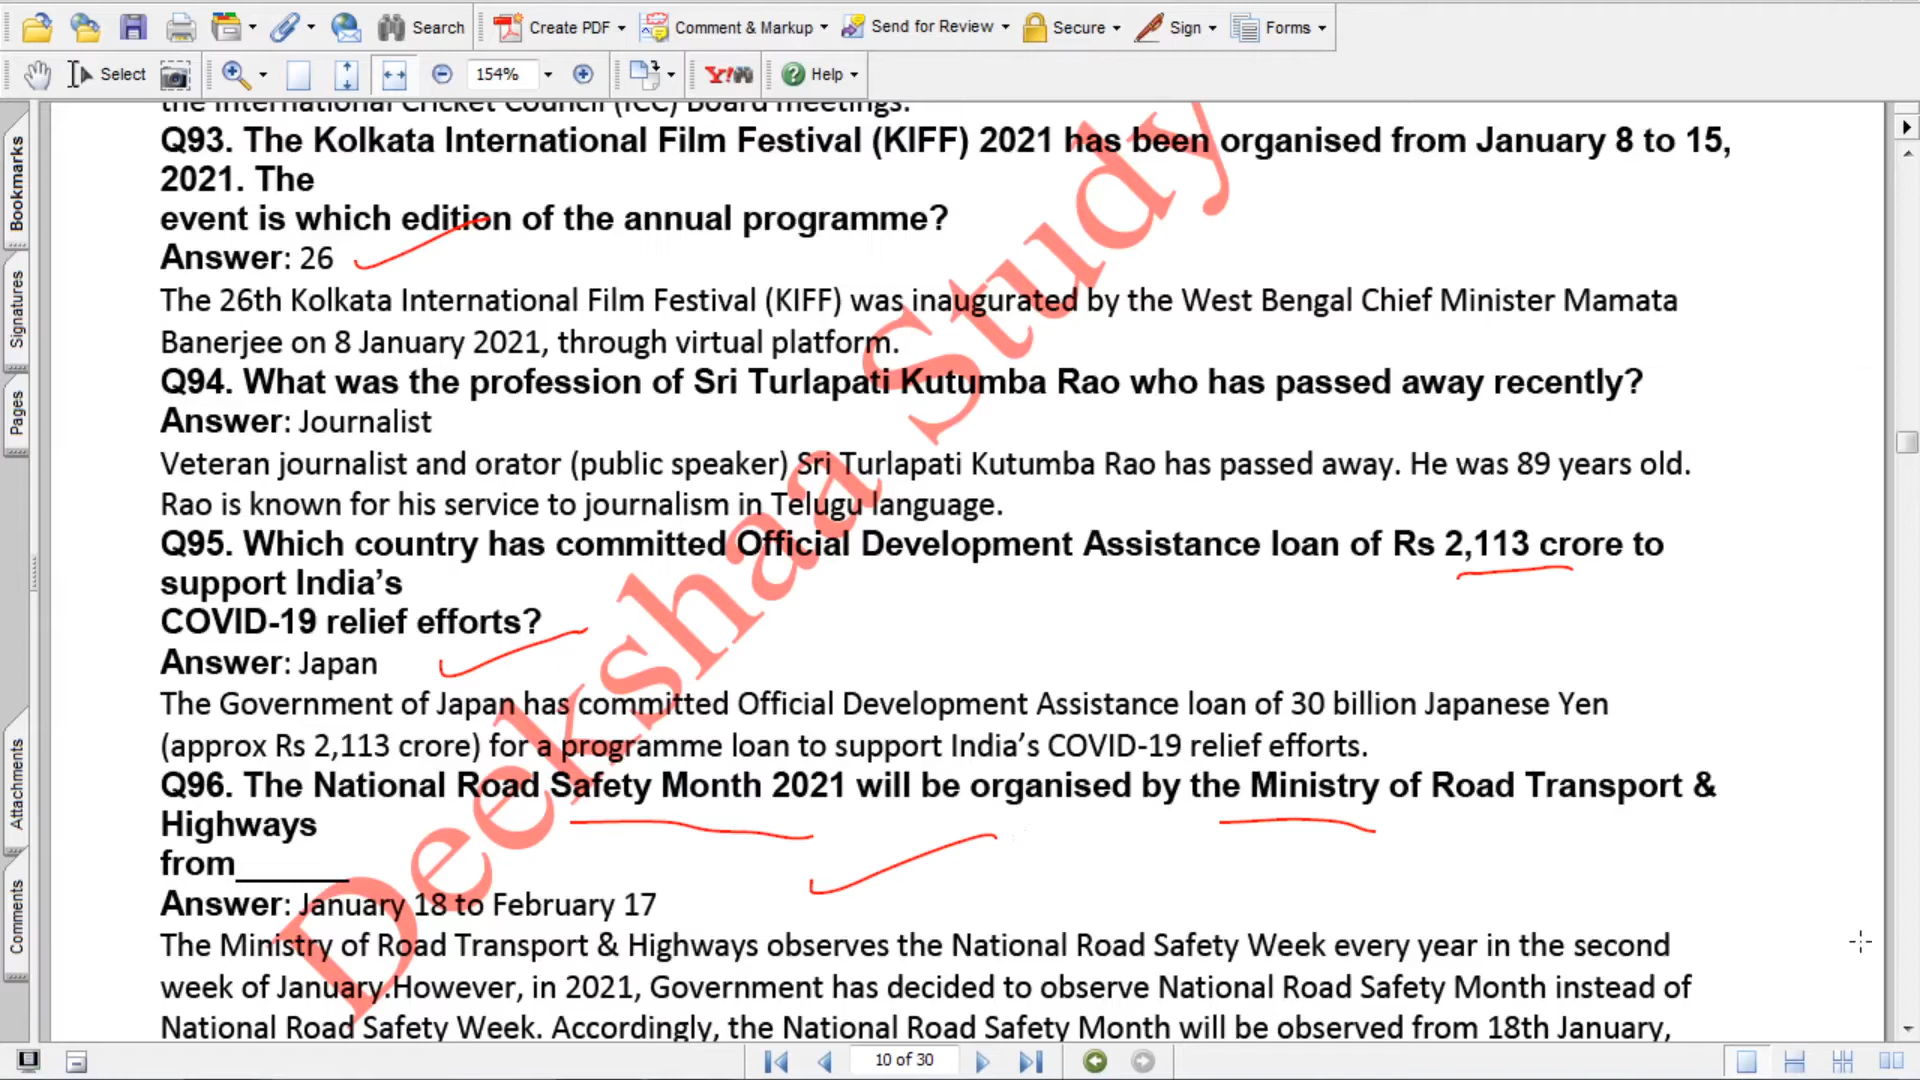 Search
Create PDF
Comment & Markup
Send for Review
Secure
Sign
Forms
Select
154%
Y!
Help
Bookmarks
Signatures
Pages
Attachments
Comments
the International Cricket Council (ICC) Board meetings.
Q93. The Kolkata International Film Festival (KIFF) 2021 has been organised from January 8 to 15,
2021. The
event is which edition of the annual programme?
Answer: 26
The 26th Kolkata International Film Festival (KIFF) was inaugurated by the West Bengal Chief Minister Mamata
Banerjee on 8 January 2021, through virtual platform.
Q94. What was the profession of Sri Turlapati Kutumba Rao who has passed away recently?
Answer: Journalist
Veteran journalist and orator (public speaker) Sri Turlapati Kutumba Rao has passed away. He was 89 years old.
Rao is known for his service to journalism in Telugu language.
Q95. Which country has committed Official Development Assistance loan of Rs 2,113 crore to
support India’s
COVID-19 relief efforts?
Answer: Japan
The Government of Japan has committed Official Development Assistance loan of 30 billion Japanese Yen
(approx Rs 2,113 crore) for a programme loan to support India’s COVID-19 relief efforts.
Q96. The National Road Safety Month 2021 will be organised by the Ministry of Road Transport &
Highways
from______
Answer: January 18 to February 17
The Ministry of Road Transport & Highways observes the National Road Safety Week every year in the second
week of January.However, in 2021, Government has decided to observe National Road Safety Month instead of
National Road Safety Week. Accordingly, the National Road Safety Month will be observed from 18th January,
Deekshaa Study
10 of 30